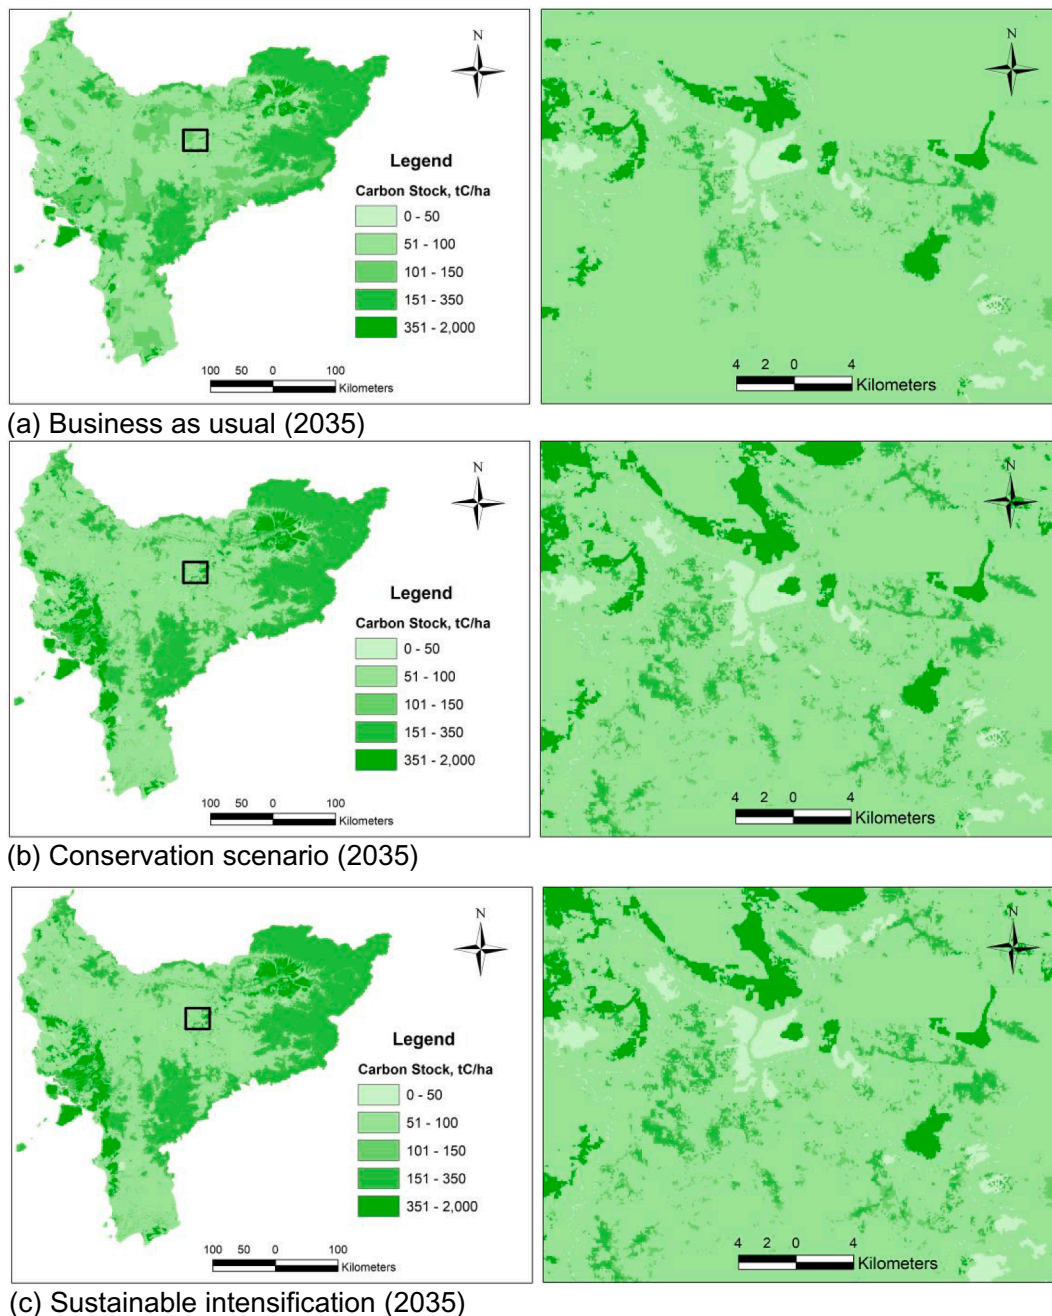 N
Legend
Carbon Stock, tC/ha
0 - 50
51 - 100
101 - 150
151 - 350
351 - 2,000
100 50 0 100
Kilometers
N
4 2 0 4
Kilometers
(a) Business as usual (2035)
N
Legend
Carbon Stock, tC/ha
0 - 50
51 - 100
101 - 150
151 - 350
351 - 2,000
100 50 0 100
Kilometers
N
4 2 0 4
Kilometers
(b) Conservation scenario (2035)
N
Legend
Carbon Stock, tC/ha
0 - 50
51 - 100
101 - 150
151 - 350
351 - 2,000
100 50 0 100
Kilometers
N
4 2 0 4
Kilometers
(c) Sustainable intensification (2035)